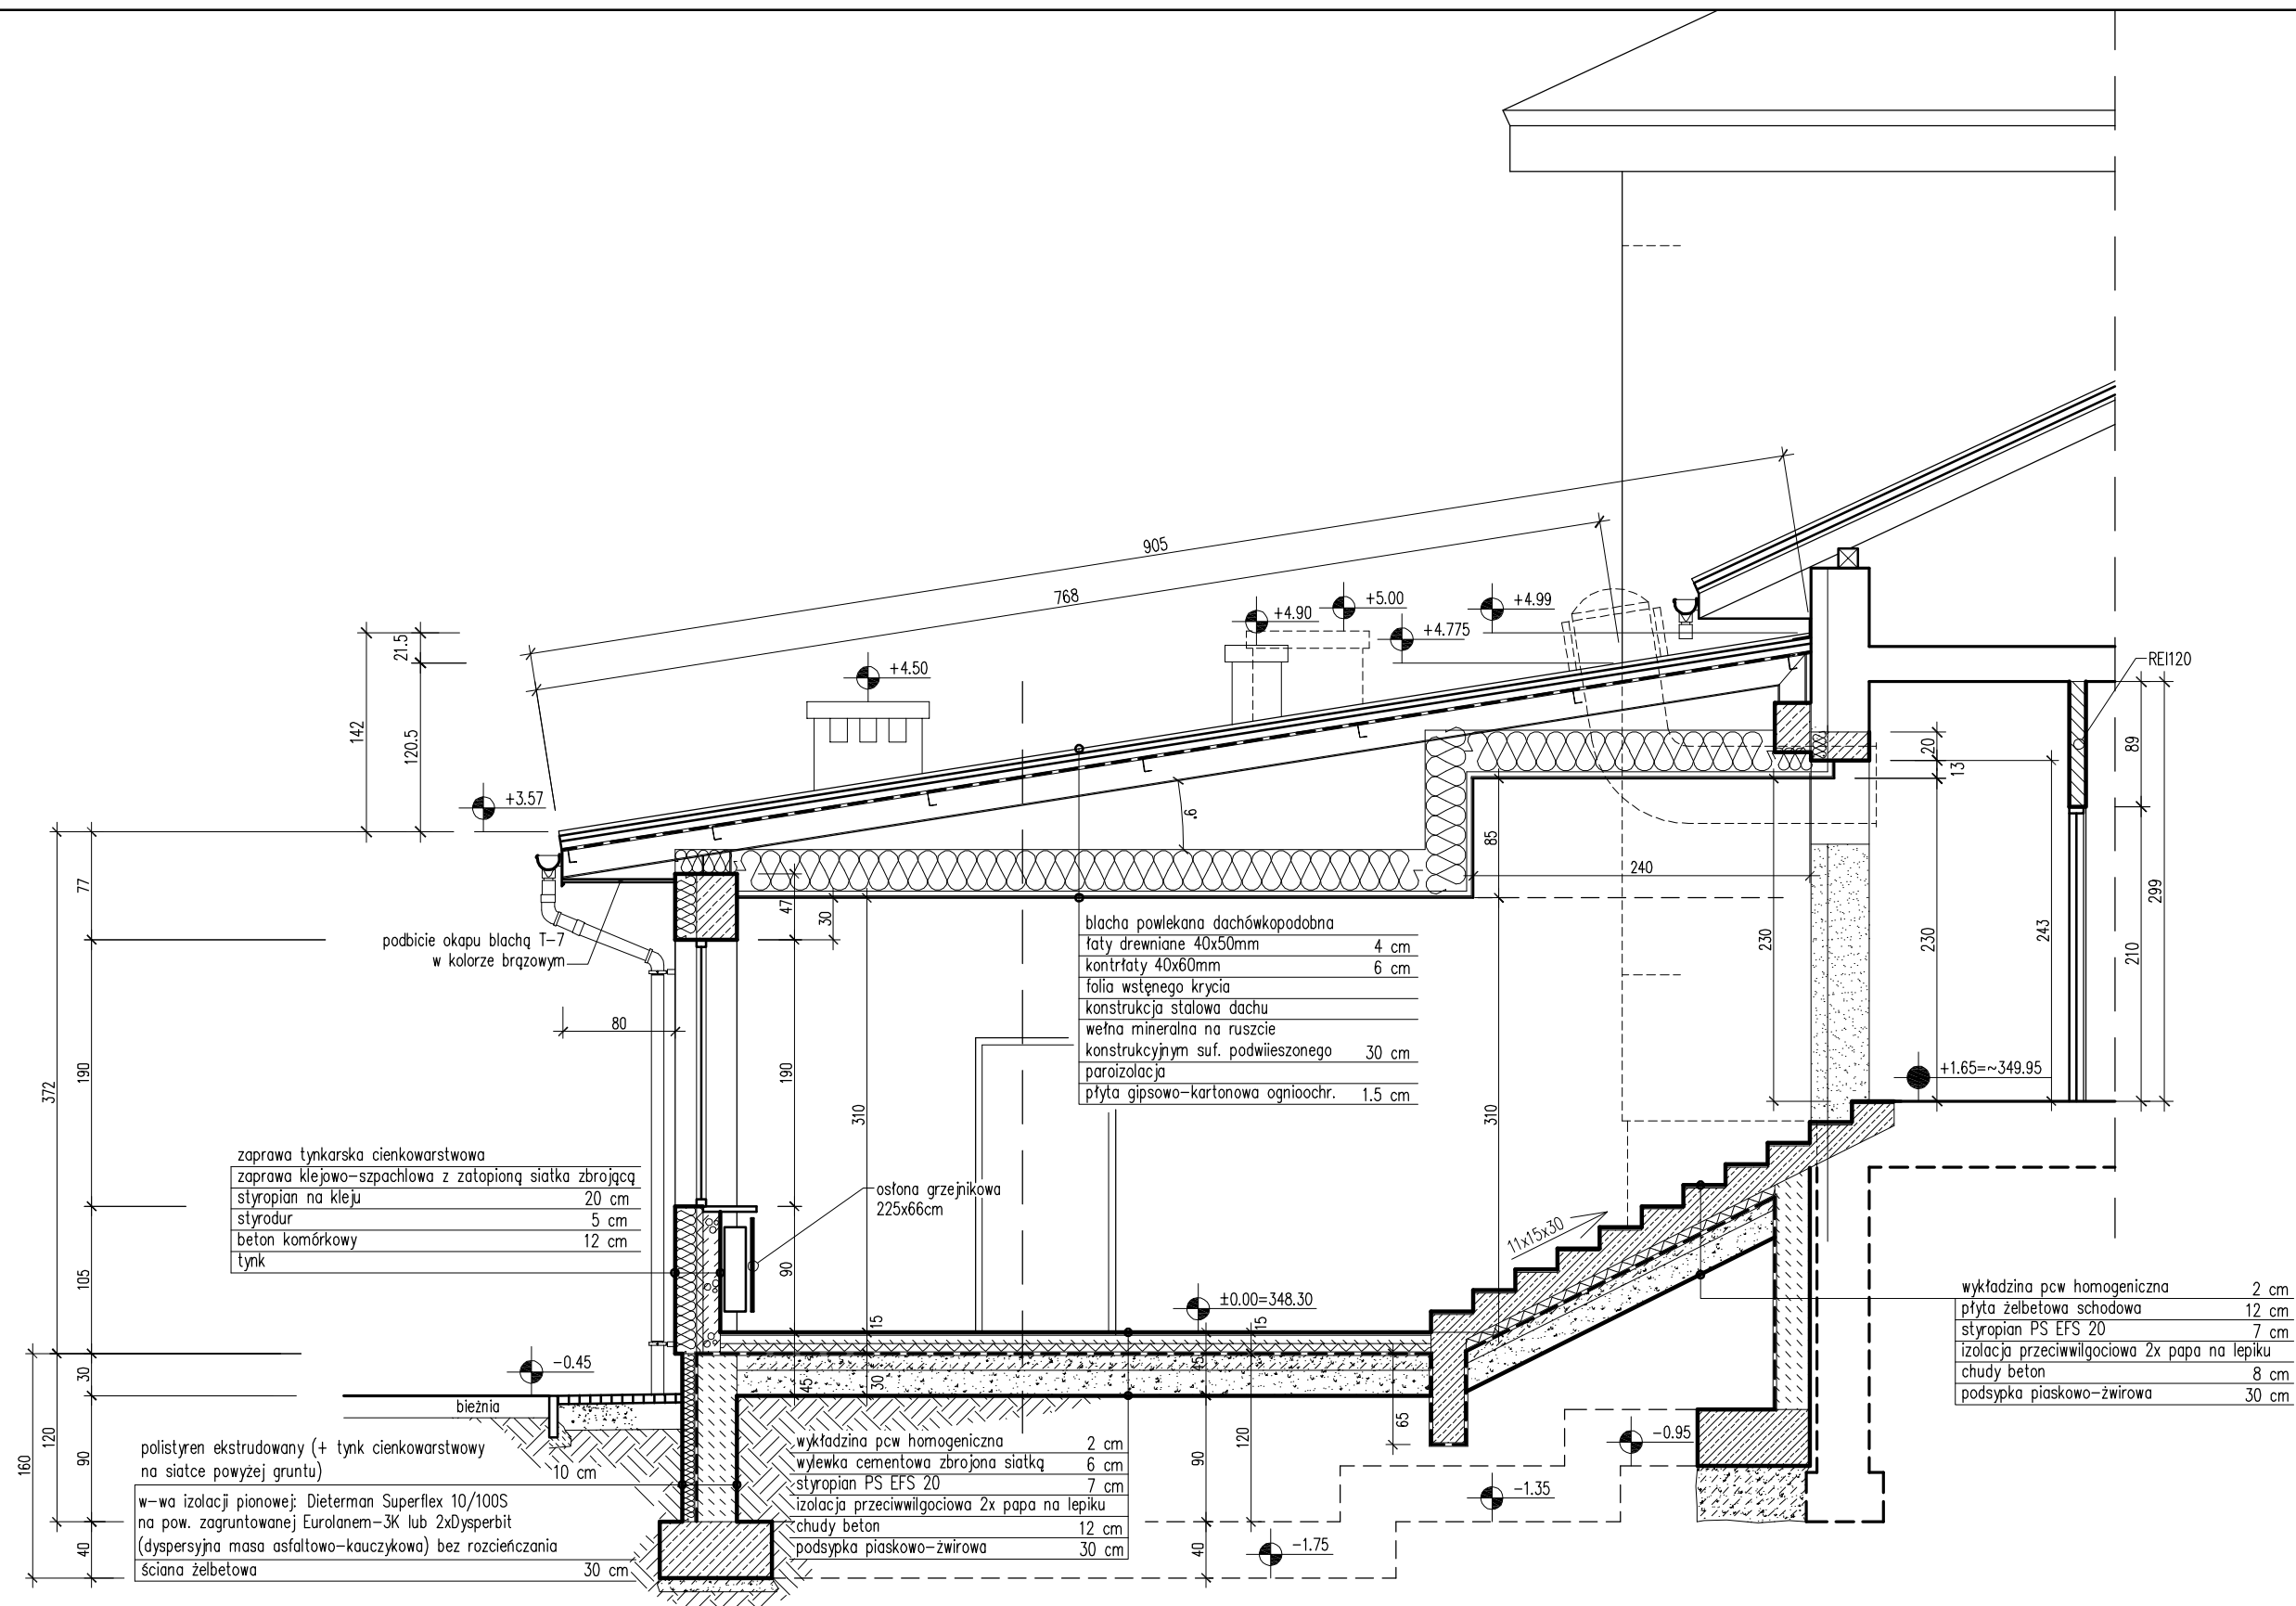 905
768
+4.90
+5.00
+4.99
+4.775
+4.50
+3.57
21.5
142
120.5
REI120
20
13
89
6°
85
240
77
47
30
299
243
230
230
210
podbicie okapu blachą T-7
w kolorze brązowym
80
blacha powlekana dachówkopodobna
łaty drewniane 40x50mm 4 cm
kontrłaty 40x60mm 6 cm
folia wstęnego krycia
konstrukcja stalowa dachu
wełna mineralna na ruszcie
konstrukcyjnym suf. podwiieszonego 30 cm
paroizolacja
płyta gipsowo-kartonowa ognioochr. 1.5 cm
372
190
190
310
310
+1.65=~349.95
zaprawa tynkarska cienkowarstwowa
zaprawa klejowo-szpachlowa z zatopioną siatka zbrojącą
styropian na kleju 20 cm
styrodur 5 cm
beton komórkowy 12 cm
tynk
osłona grzejnikowa
225x66cm
11x15x30
105
90
±0.00=348.30
15
15
wykładzina pcw homogeniczna 2 cm
płyta żelbetowa schodowa 12 cm
styropian PS EFS 20 7 cm
izolacja przeciwwilgociowa 2x papa na lepiku
chudy beton 8 cm
podsypka piaskowo-żwirowa 30 cm
-0.45
30
45
30
45
bieżnia
65
120
160
90
90
120
40
40
-0.95
-1.35
-1.75
polistyren ekstrudowany (+ tynk cienkowarstwowy
na siatce powyżej gruntu) 10 cm
w-wa izolacji pionowej: Dieterman Superflex 10/100S
na pow. zagruntowanej Eurolanem-3K lub 2xDysperbit
(dyspersyjna masa asfaltowo-kauczykowa) bez rozcieńczania
ściana żelbetowa 30 cm
wykładzina pcw homogeniczna 2 cm
wylewka cementowa zbrojona siatką 6 cm
styropian PS EFS 20 7 cm
izolacja przeciwwilgociowa 2x papa na lepiku
chudy beton 12 cm
podsypka piaskowo-żwirowa 30 cm